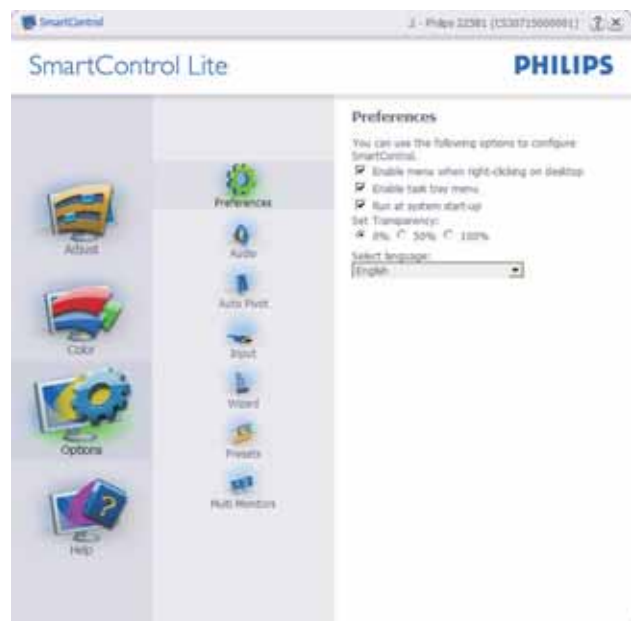 SmartControl
SmartControl Lite
PHILIPS
Preferences
You can use the following options to configure
SmartControl.
Enable menu when right-clicking on desktop
Enable task tray menu
Run at system start-up
Set Transparency:
0% 50% 100%
Select language:
English
Adjust
Color
Options
Help
Preferences
Audio
Auto Pivot
Input
Wizard
Presets
Multi Monitors